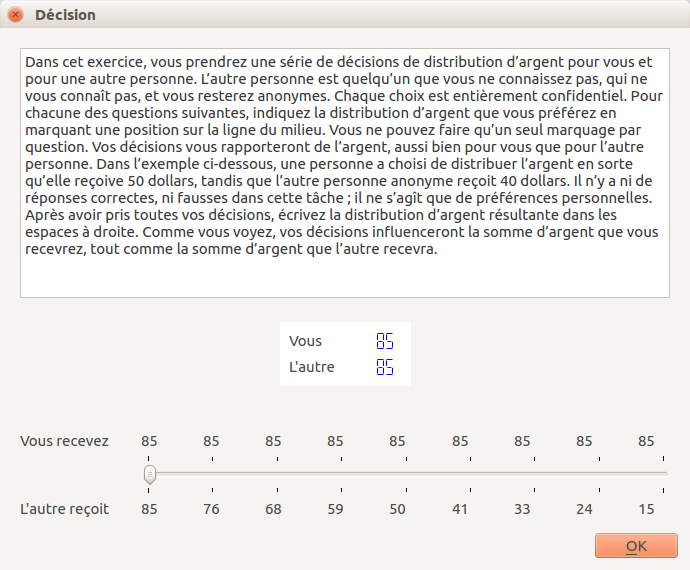 Décision
Dans cet exercice, vous prendrez une série de décisions de distribution d’argent pour vous et
pour une autre personne. L’autre personne est quelqu’un que vous ne connaissez pas, qui ne
vous connaît pas, et vous resterez anonymes. Chaque choix est entièrement confidentiel. Pour
chacune des questions suivantes, indiquez la distribution d’argent que vous préférez en
marquant une position sur la ligne du milieu. Vous ne pouvez faire qu’un seul marquage par
question. Vos décisions vous rapporteront de l’argent, aussi bien pour vous que pour l’autre
personne. Dans l’exemple ci-dessous, une personne a choisi de distribuer l’argent en sorte
qu’elle reçoive 50 dollars, tandis que l’autre personne anonyme reçoit 40 dollars. Il n’y a ni de
réponses correctes, ni fausses dans cette tâche ; il ne s’agît que de préférences personnelles.
Après avoir pris toutes vos décisions, écrivez la distribution d’argent résultante dans les
espaces à droite. Comme vous voyez, vos décisions influenceront la somme d’argent que vous
recevrez, tout comme la somme d’argent que l’autre recevra.
Vous 85
L'autre 85
Vous recevez 85 85 85 85 85 85 85 85 85
L'autre reçoit 85 76 68 59 50 41 33 24 15
OK